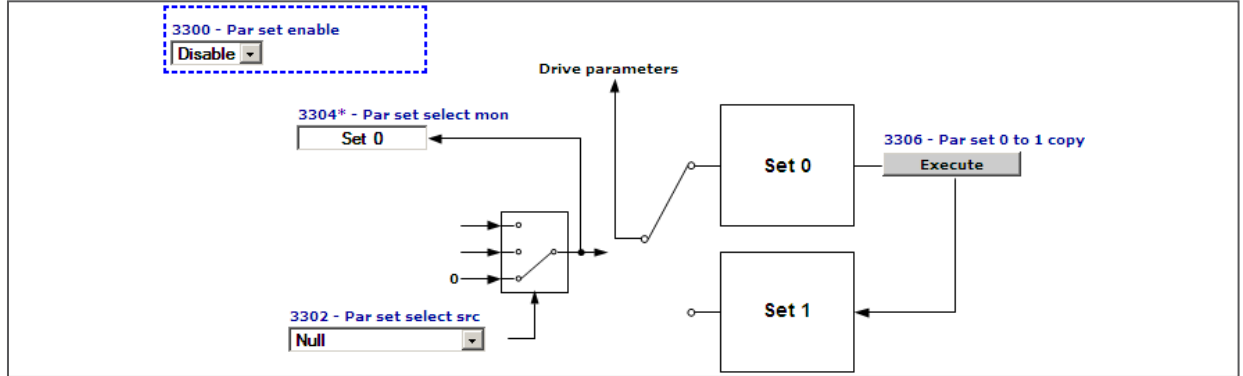 3300 - Par set enable
Disable
Drive parameters
3304* - Par set select mon
Set 0
Set 0
3306 - Par set 0 to 1 copy
Execute
0
3302 - Par set select src
Null
Set 1